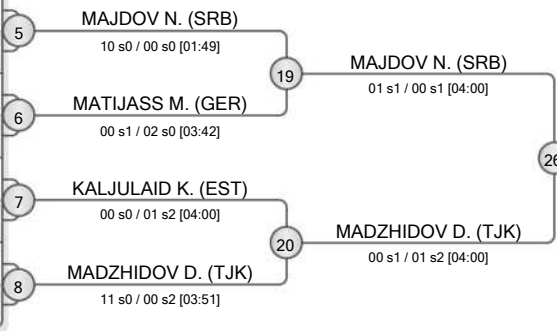 5
MAJDOV N. (SRB)
10 s0 / 00 s0 [01:49]
19
MAJDOV N. (SRB)
01 s1 / 00 s1 [04:00]
6
MATIJASS M. (GER)
00 s1 / 02 s0 [03:42]
26
7
KALJULAID K. (EST)
00 s0 / 01 s2 [04:00]
20
MADZHIDOV D. (TJK)
00 s1 / 01 s2 [04:00]
8
MADZHIDOV D. (TJK)
11 s0 / 00 s2 [03:51]